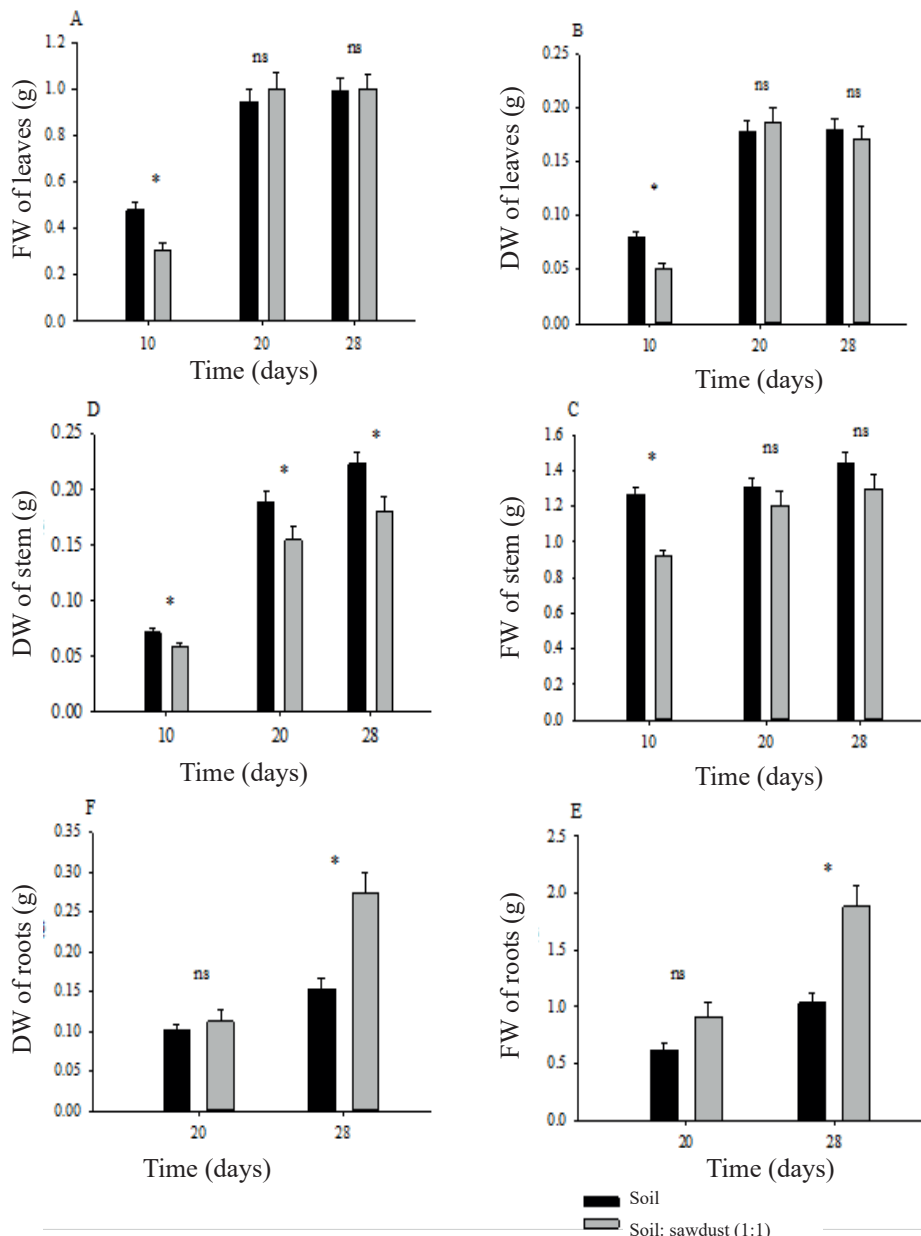 A
FW of leaves (g)
1.2
1.0
0.8
0.6
0.4
0.2
0.0
*
ns
ns
10
20
28
Time (days)
B
DW of leaves (g)
0.25
0.20
0.15
0.10
0.05
0.00
*
ns
ns
10
20
28
Time (days)
D
DW of stem (g)
0.25
0.20
0.15
0.10
0.05
0.00
*
*
*
10
20
28
Time (days)
C
FW of stem (g)
1.6
1.4
1.2
1.0
0.8
0.6
0.4
0.2
0.0
*
ns
ns
10
20
28
Time (days)
F
DW of roots (g)
0.35
0.30
0.25
0.20
0.15
0.10
0.05
0.00
ns
*
20
28
Time (days)
E
FW of roots (g)
2.5
2.0
1.5
1.0
0.5
0.0
ns
*
20
28
Time (days)
Soil
Soil: sawdust (1:1)